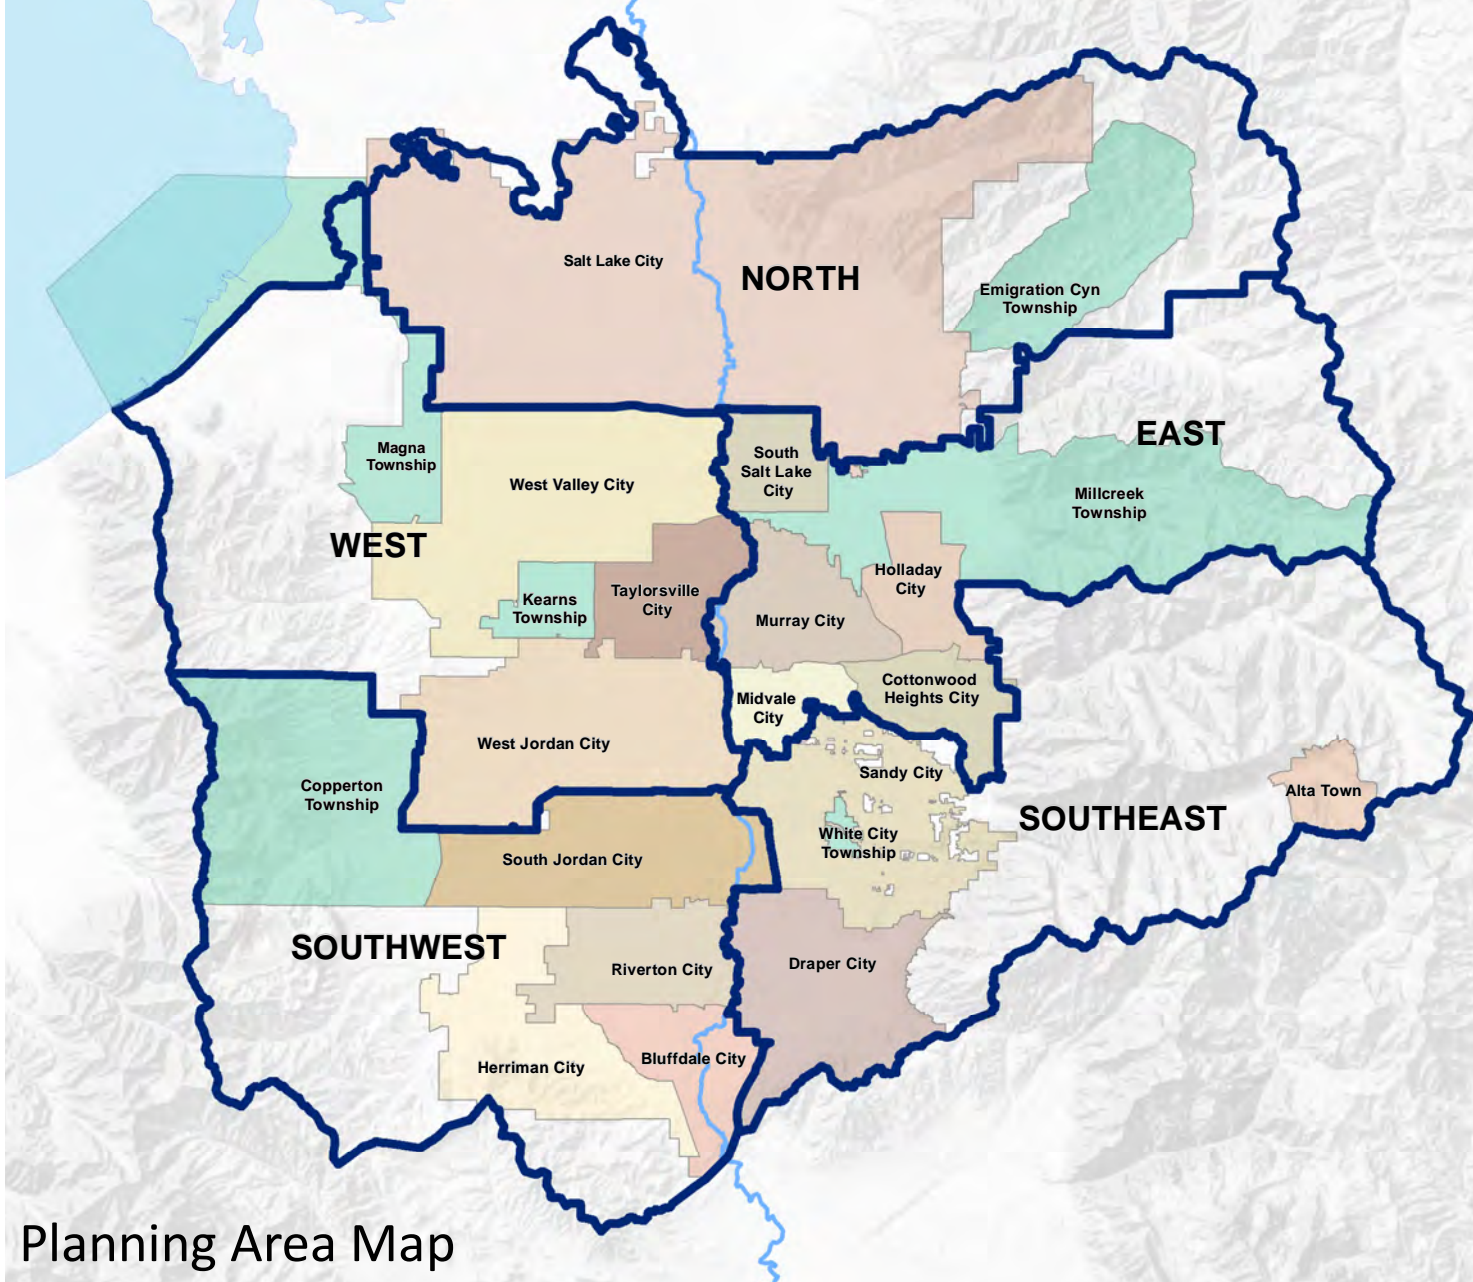 Salt Lake City
NORTH
Emigration Cyn
Township
EAST
Magna
Township
South
Salt Lake
City
West Valley City
Millcreek
Township
WEST
Holladay
City
Kearns
Township
Taylorsville
City
Murray City
Cottonwood
Heights City
Midvale
City
West Jordan City
Sandy City
Copperton
Township
Alta Town
SOUTHEAST
White City
Township
South Jordan City
SOUTHWEST
Riverton City
Draper City
Herriman City
Bluffdale City
Planning Area Map